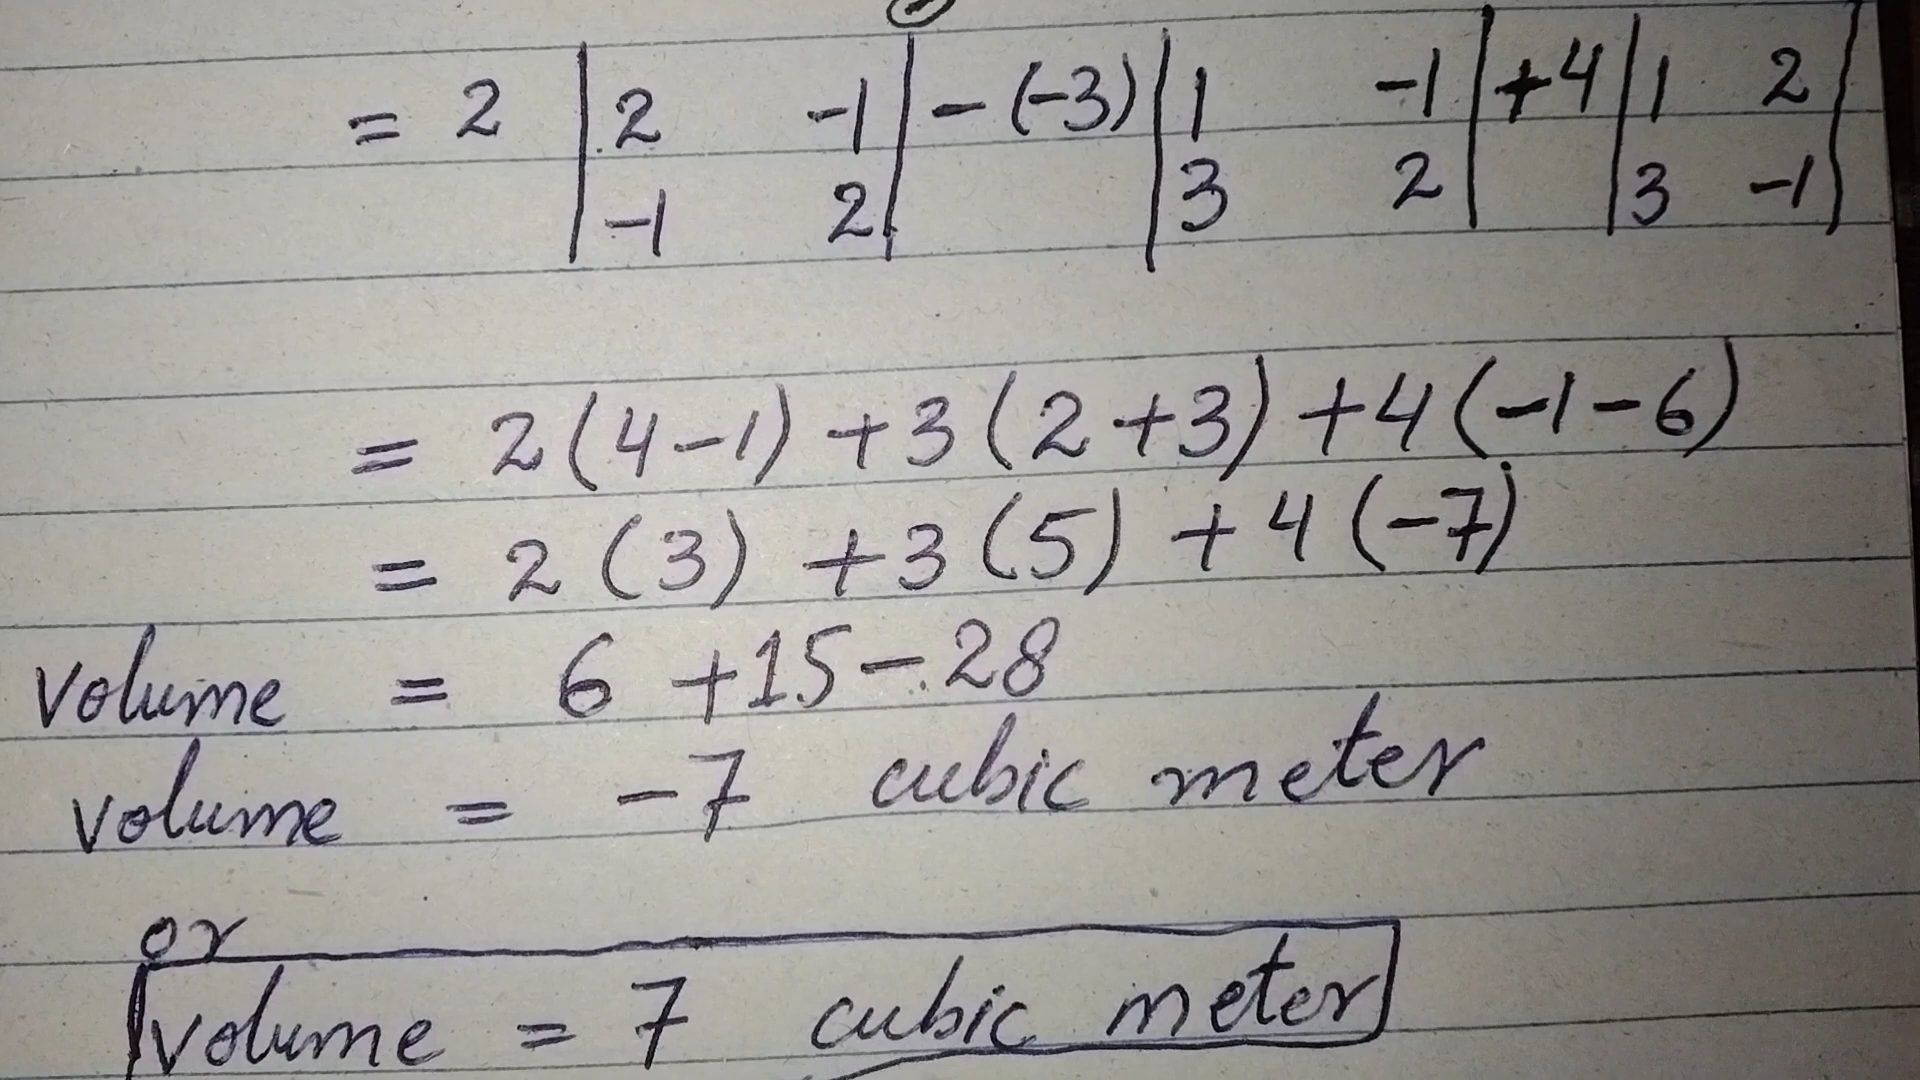 = 2 | 2 -1 | - (-3) | 1 -1 | + 4 | 1 2 |
| -1 2 | | 3 2 | | 3 -1 |
= 2 (4 - 1) + 3 (2 + 3) + 4 (-1 - 6)
= 2 (3) + 3 (5) + 4 (-7)
volume = 6 + 15 - 28
volume = -7 cubic meter
or
volume = 7 cubic meter